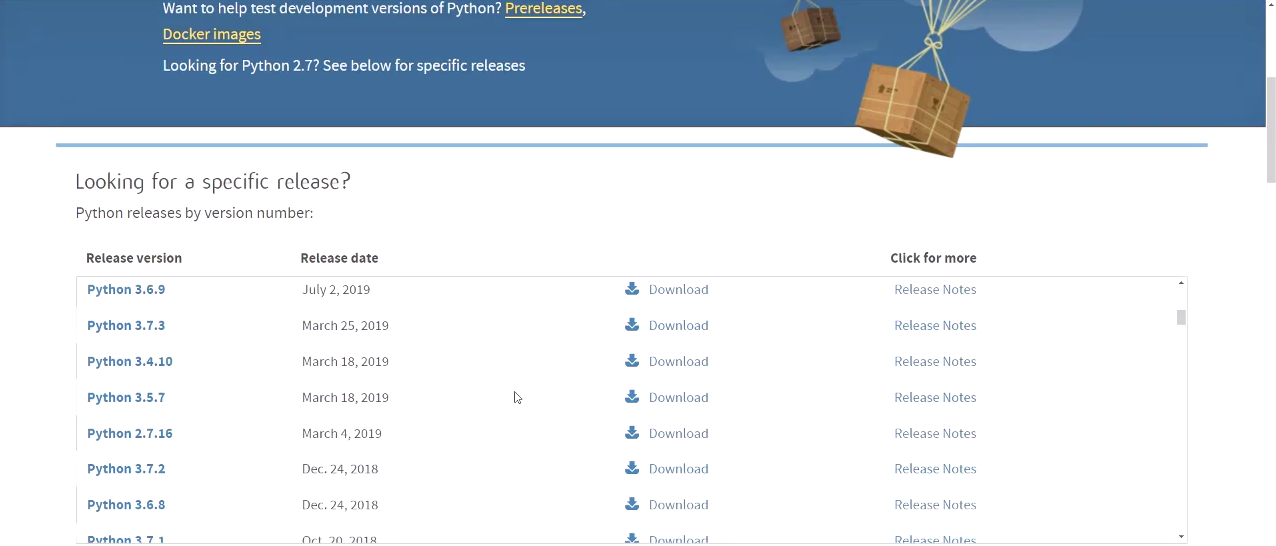 Want to help test development versions of Python? Prereleases,
Docker images
Looking for Python 2.7? See below for specific releases
Looking for a specific release?
Python releases by version number:
Release version Release date Click for more
Python 3.6.9 July 2, 2019 Download Release Notes
Python 3.7.3 March 25, 2019 Download Release Notes
Python 3.4.10 March 18, 2019 Download Release Notes
Python 3.5.7 March 18, 2019 Download Release Notes
Python 2.7.16 March 4, 2019 Download Release Notes
Python 3.7.2 Dec. 24, 2018 Download Release Notes
Python 3.6.8 Dec. 24, 2018 Download Release Notes
Python 3.7.1 Oct. 20, 2018 Download Release Notes